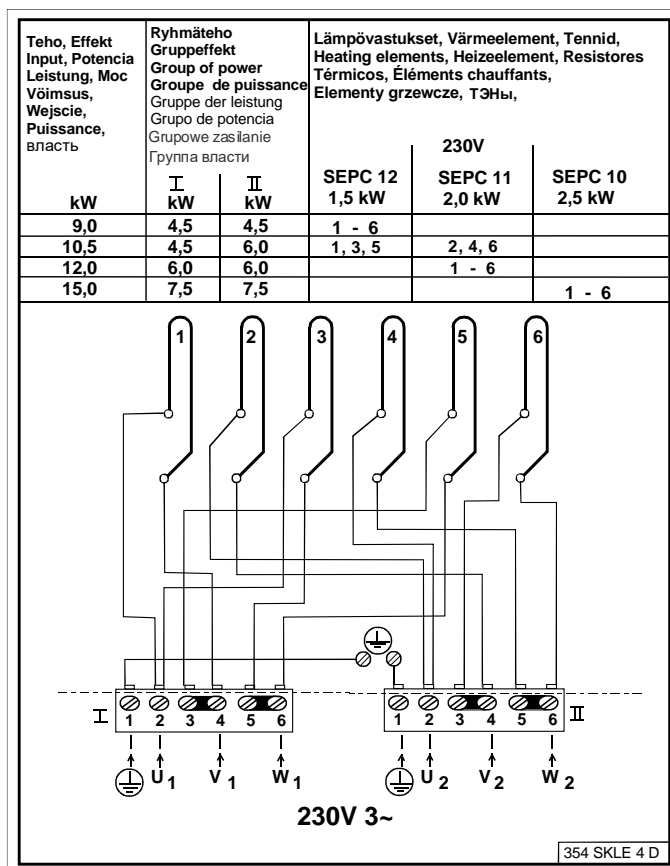 Teho, Effekt
Input, Potencia
Leistung, Moc
Vöimsus,
Wejscie,
Puissance,
власть
kW
Ryhmäteho
Gruppeffekt
Group of power
Groupe de puissance
Gruppe der leistung
Grupo de potencia
Grupowe zasilanie
Группа власти
I II
kW kW
Lämpövastukset, Värmeelement, Tennid,
Heating elements, Heizeelement, Resistores
Térmicos, Éléments chauffants,
Elementy grzewcze, ТЭНы,
230V
SEPC 12 SEPC 11 SEPC 10
1,5 kW 2,0 kW 2,5 kW
9,0 4,5 4,5 1 - 6
10,5 4,5 6,0 1, 3, 5 2, 4, 6
12,0 6,0 6,0 1 - 6
15,0 7,5 7,5 1 - 6
1 2 3 4 5 6
I 1 2 3 4 5 6 1 2 3 4 5 6 II
U1 V1 W1 U2 V2 W2
230V 3~
354 SKLE 4 D